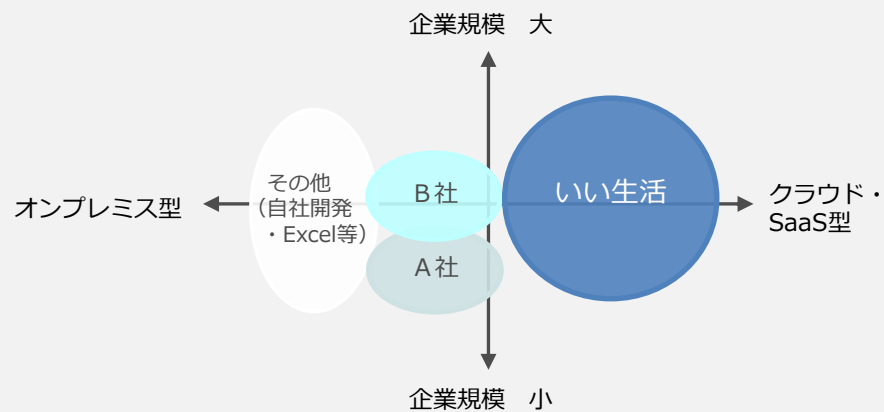 企業規模　大
その他
（自社開発
・Excel等）
B社
いい生活
オンプレミス型
クラウド・
SaaS型
A社
企業規模　小